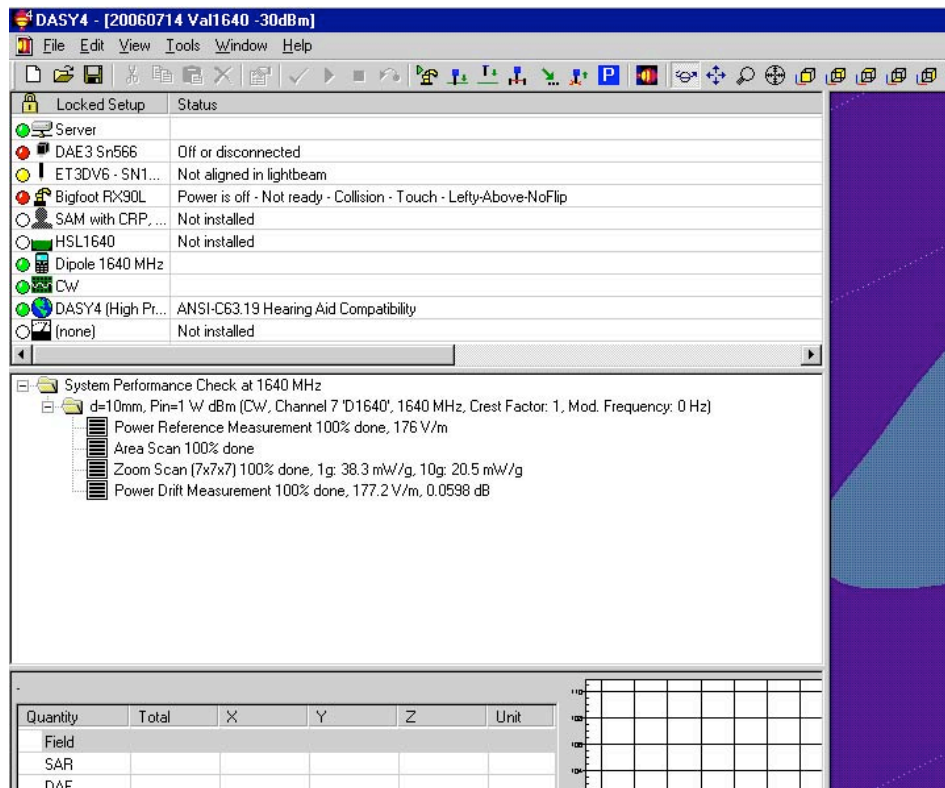 DASY4 - [20060714 Val1640 -30dBm]
File Edit View Tools Window Help
P
Locked Setup Status
Server
DAE3 Sn566 Off or disconnected
ET3DV6 - SN1... Not aligned in lightbeam
Bigfoot RX90L Power is off - Not ready - Collision - Touch - Lefty-Above-NoFlip
SAM with CRP, ... Not installed
HSL1640 Not installed
Dipole 1640 MHz
CW
DASY4 (High Pr... ANSI-C63.19 Hearing Aid Compatibility
(none) Not installed
System Performance Check at 1640 MHz
d=10mm, Pin=1 W dBm (CW, Channel 7 'D1640', 1640 MHz, Crest Factor: 1, Mod. Frequency: 0 Hz)
Power Reference Measurement 100% done, 176 V/m
Area Scan 100% done
Zoom Scan (7x7x7) 100% done, 1g: 38.3 mW/g, 10g: 20.5 mW/g
Power Drift Measurement 100% done, 177.2 V/m, 0.0598 dB
-
Quantity Total X Y Z Unit
Field
SAR
DAE